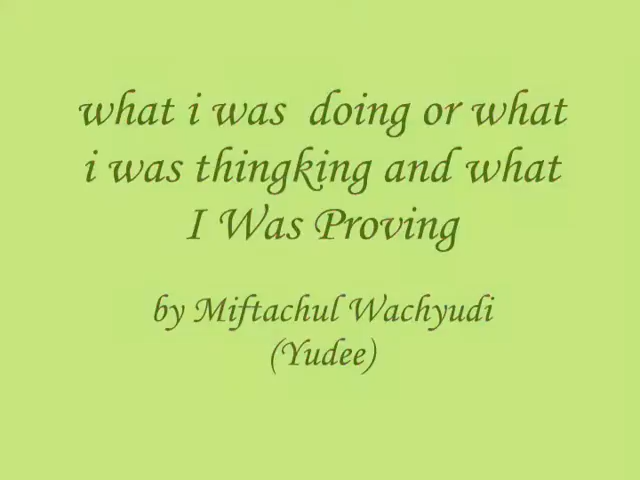 what i was  doing or what
i was thingking and what
I Was Proving
by Miftachul Wachyudi
(Yudee)